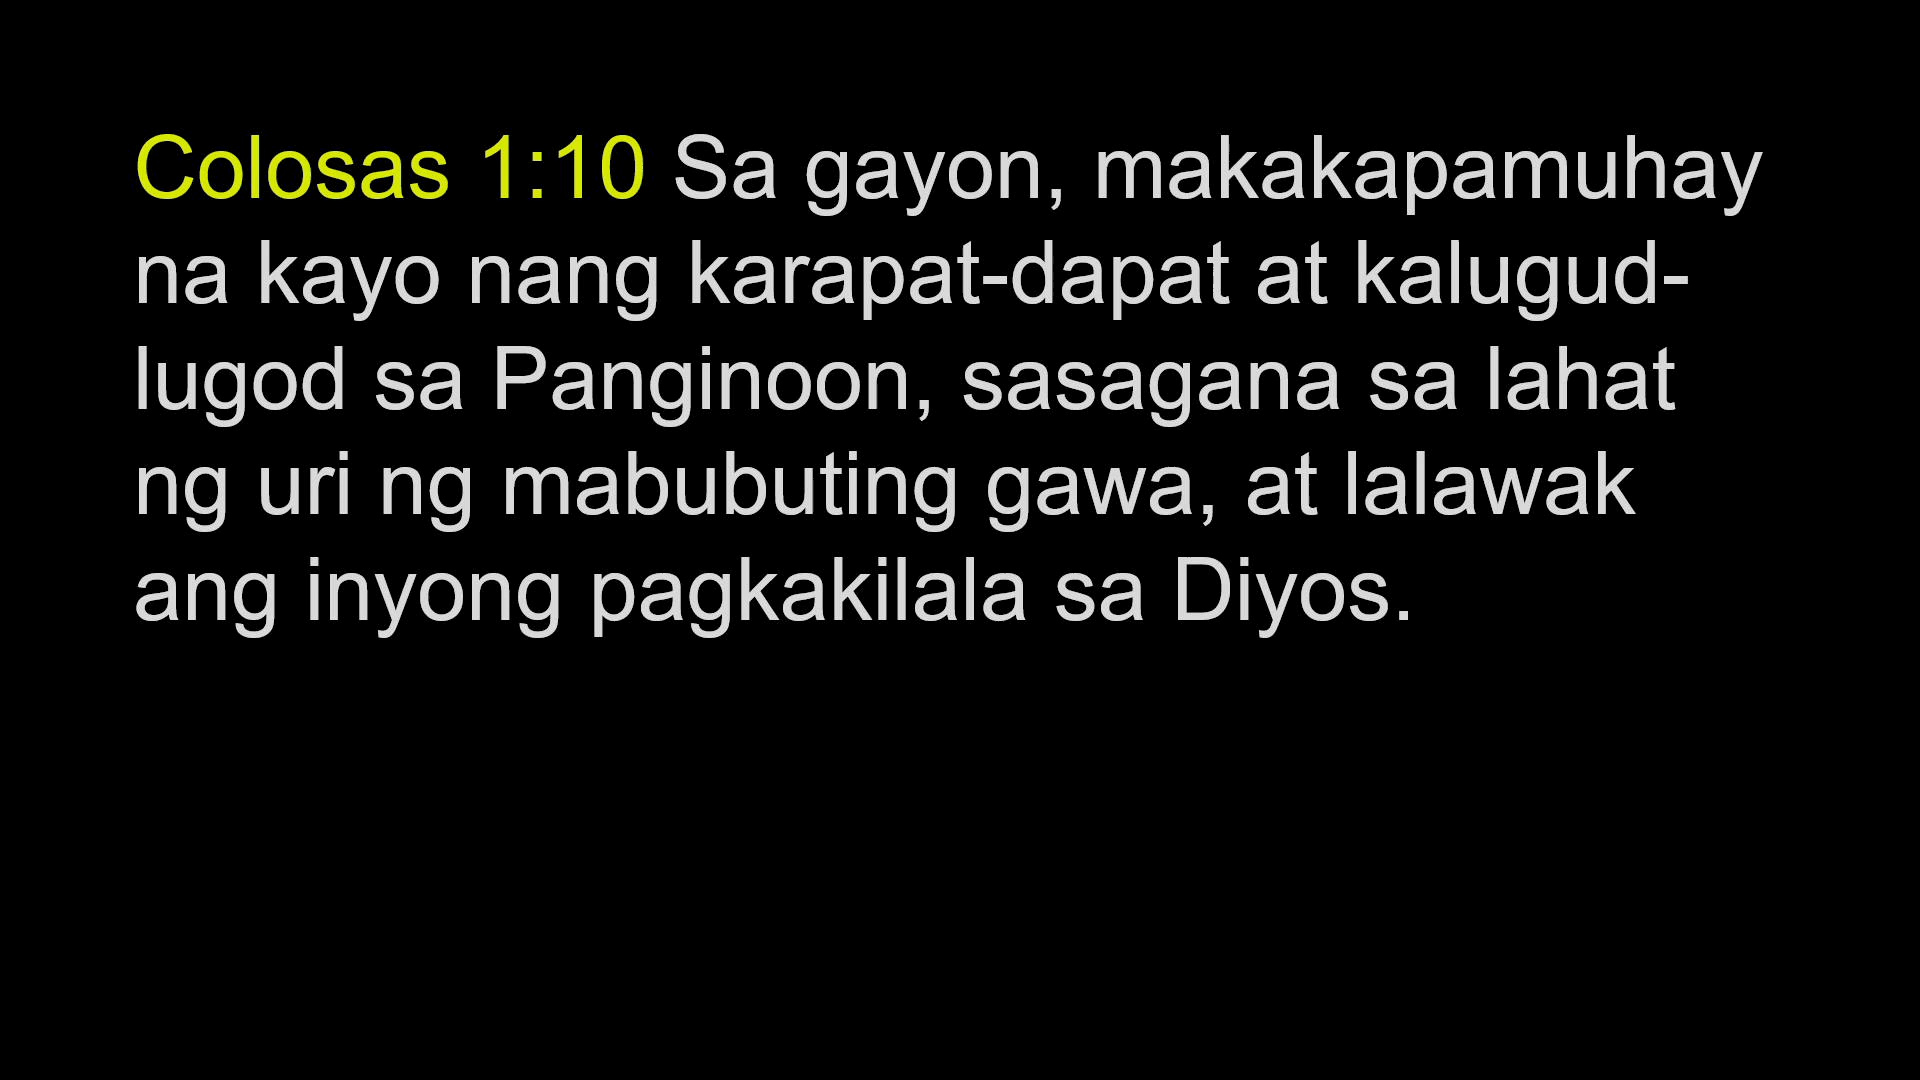 Colosas 1:10 Sa gayon, makakapamuhay
na kayo nang karapat-dapat at kalugud-
lugod sa Panginoon, sasagana sa lahat
ng uri ng mabubuting gawa, at lalawak
ang inyong pagkakilala sa Diyos.